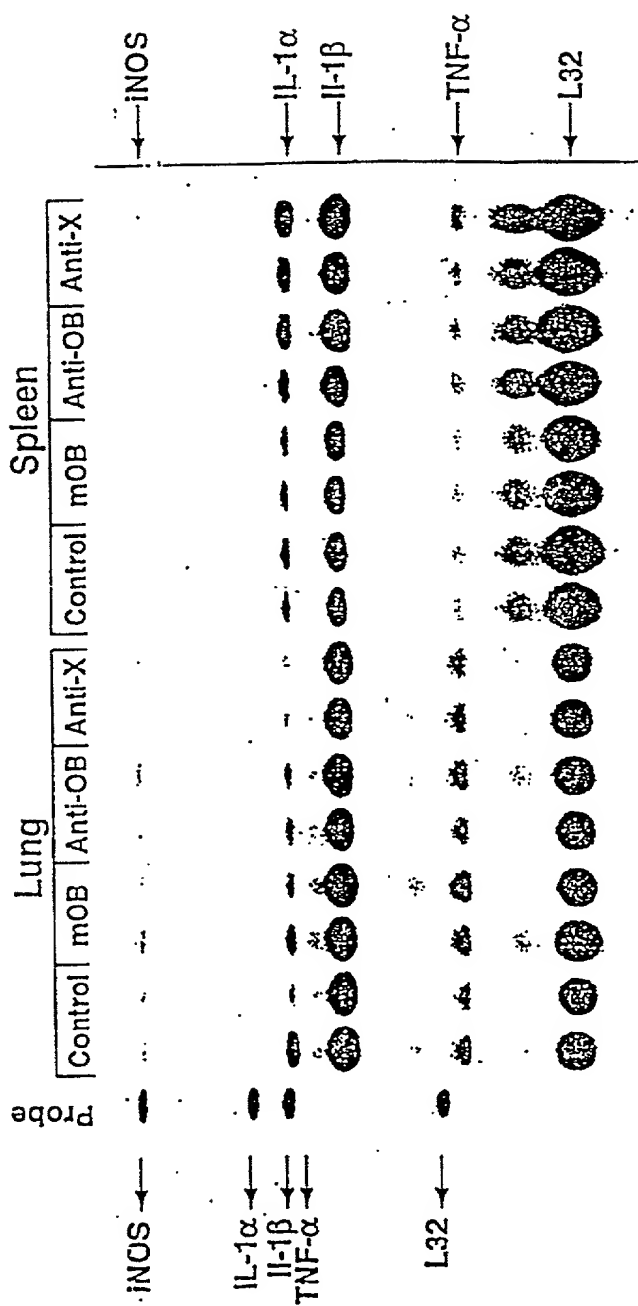 Lung Spleen
Probe Control mOB Anti-OB Anti-X Control mOB Anti-OB Anti-X
iNOS iNOS
IL-1α IL-1α
Il-1β Il-1β
TNF-α TNF-α
L32 L32